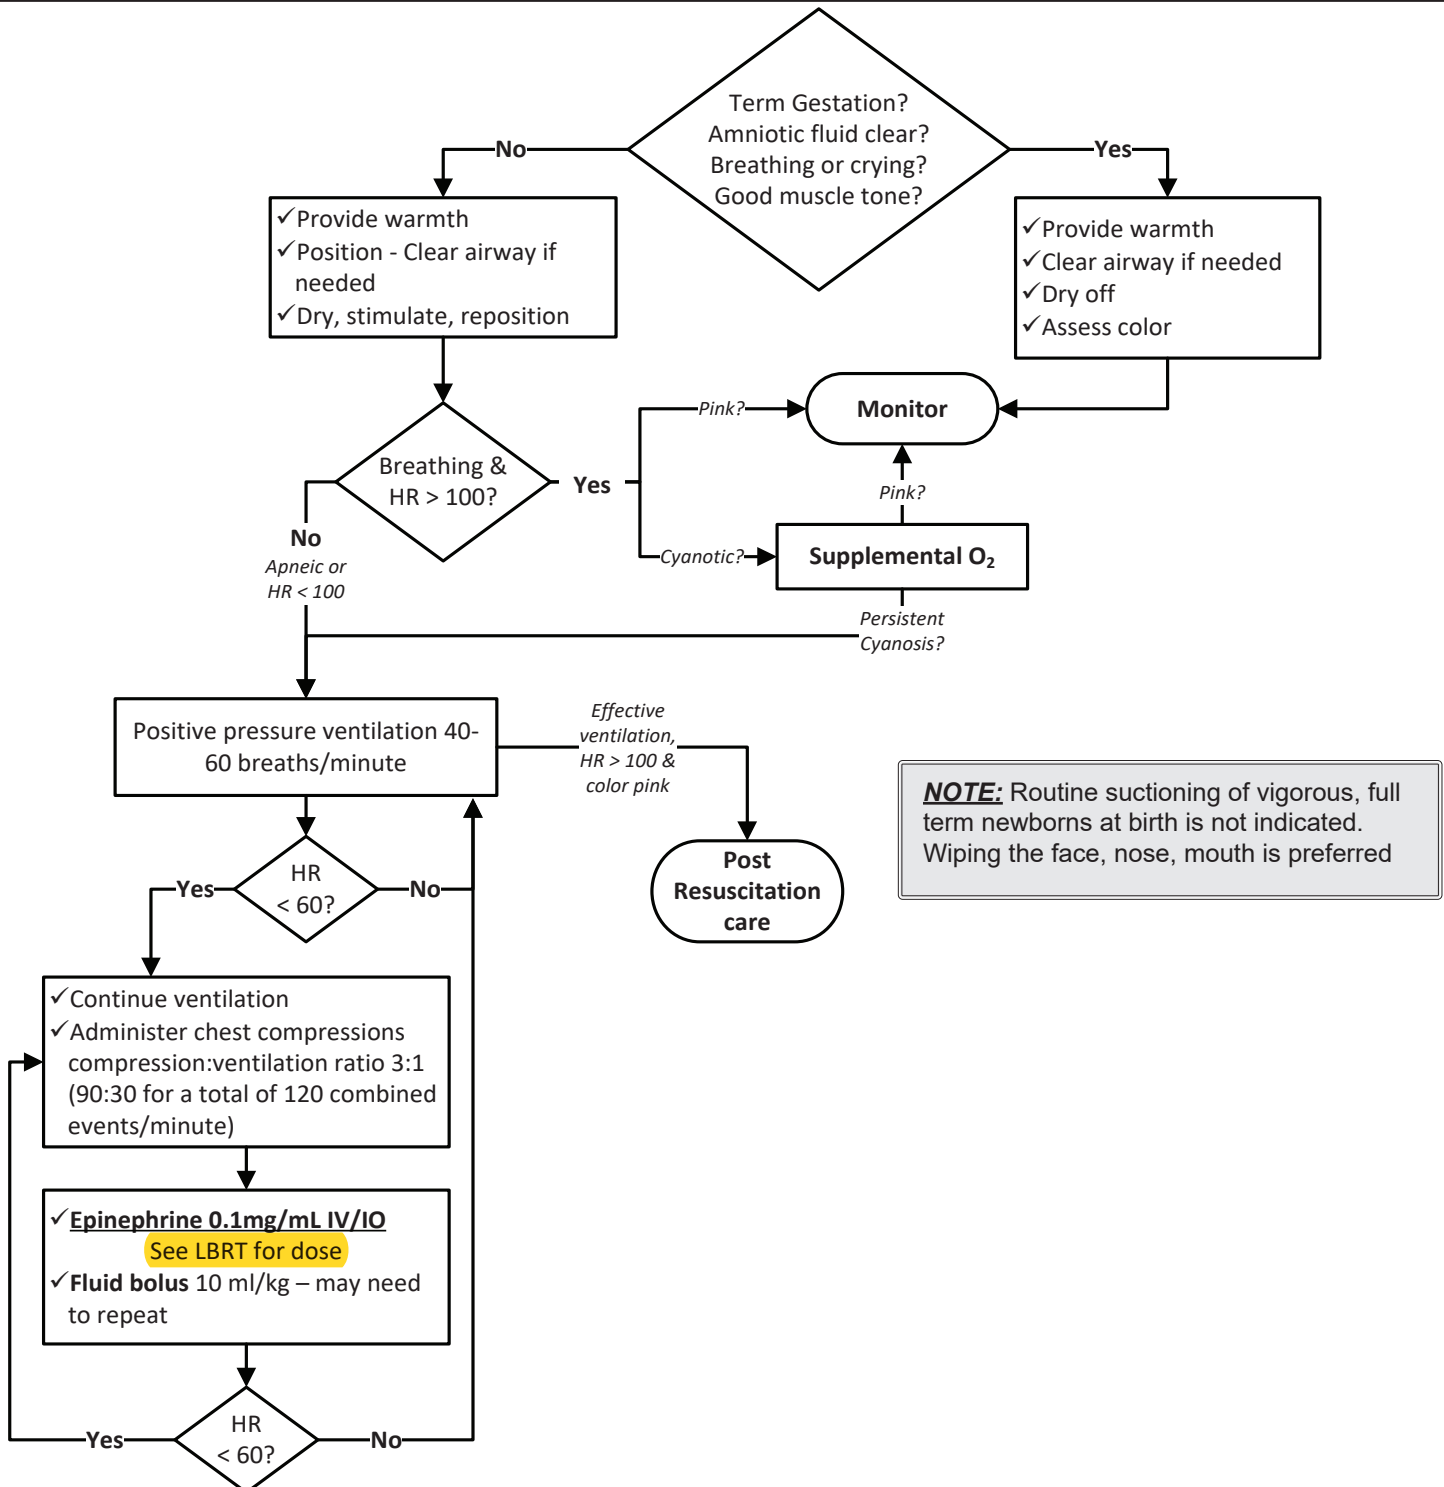 Term Gestation?
Amniotic fluid clear?
Breathing or crying?
Good muscle tone?
No
Yes
✓Provide warmth
✓Position - Clear airway if
needed
✓Dry, stimulate, reposition
✓Provide warmth
✓Clear airway if needed
✓Dry off
✓Assess color
Breathing &
HR > 100?
Yes
Pink?
Monitor
Cyanotic?
Supplemental O₂
Pink?
Persistent
Cyanosis?
No
Apneic or
HR < 100
Positive pressure ventilation 40-
60 breaths/minute
Effective
ventilation,
HR > 100 &
color pink
Post
Resuscitation
care
NOTE: Routine suctioning of vigorous, full
term newborns at birth is not indicated.
Wiping the face, nose, mouth is preferred
HR
< 60?
Yes
No
✓Continue ventilation
✓Administer chest compressions
compression:ventilation ratio 3:1
(90:30 for a total of 120 combined
events/minute)
✓Epinephrine 0.1mg/mL IV/IO
See LBRT for dose
✓Fluid bolus 10 ml/kg – may need
to repeat
HR
< 60?
Yes
No